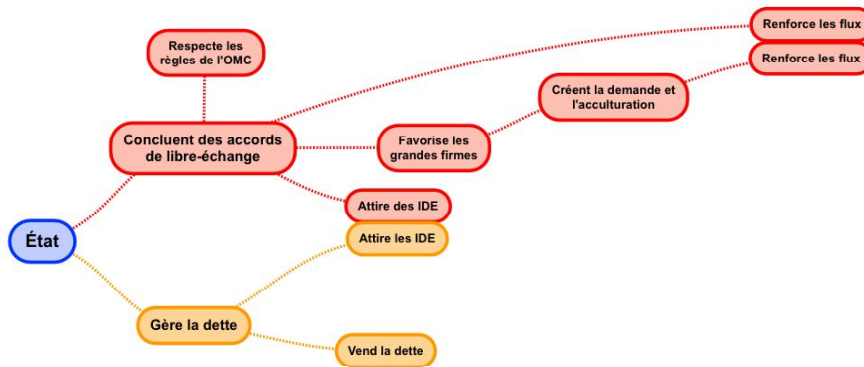 Renforce les flux
Respecte les
règles de l'OMC
Renforce les flux
Créent la demande et
l'acculturation
Concluent des accords
de libre-échange
Favorise les
grandes firmes
Attire des IDE
État
Attire les IDE
Gère la dette
Vend la dette